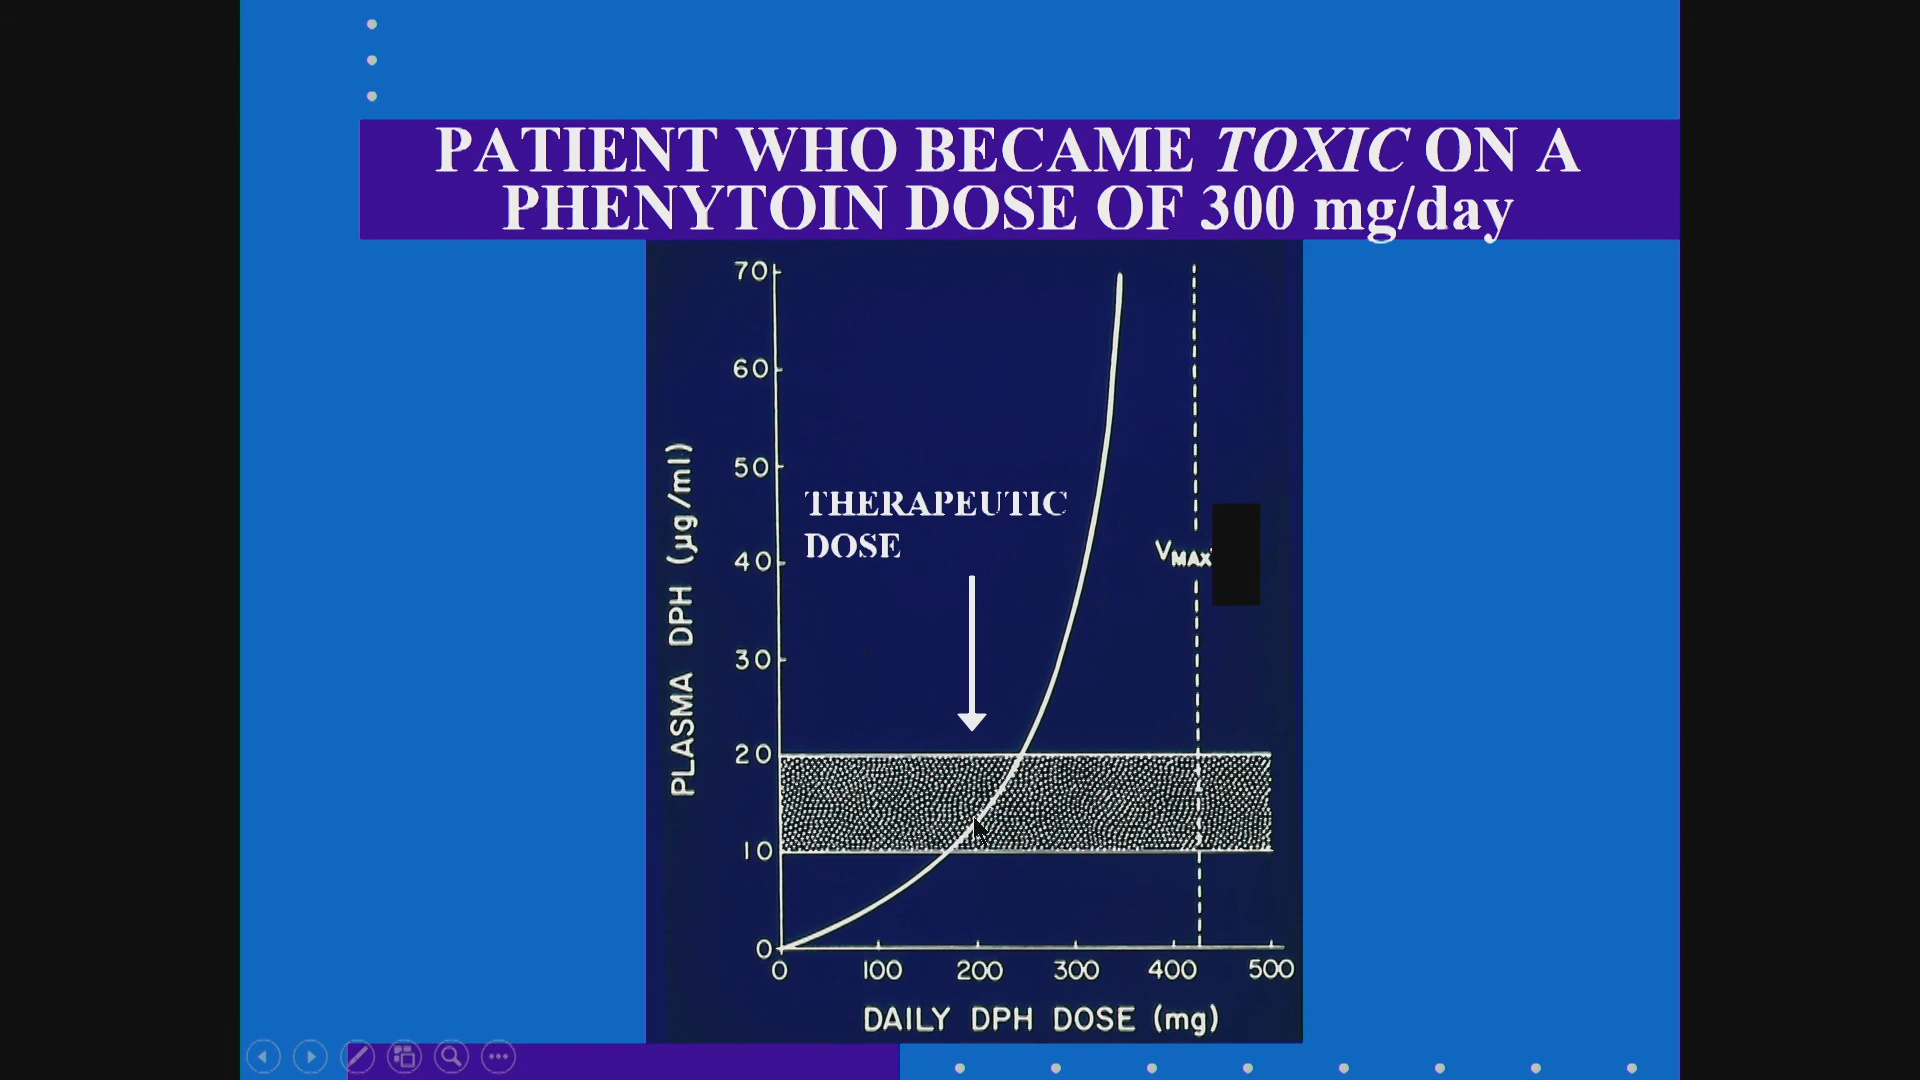 PATIENT WHO BECAME TOXIC ON A
PHENYTOIN DOSE OF 300 mg/day
70
60
50
40
30
20
10
0
PLASMA DPH (µg/ml)
THERAPEUTIC
DOSE
VMAX
0 100 200 300 400 500
DAILY DPH DOSE (mg)